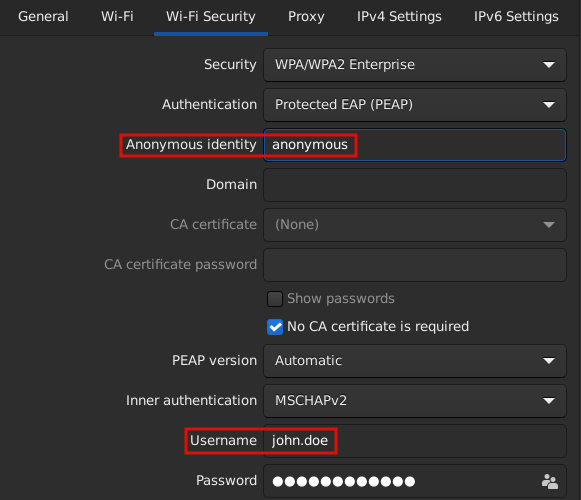 General Wi-Fi Wi-Fi Security Proxy IPv4 Settings IPv6 Settings
Security WPA/WPA2 Enterprise
Authentication Protected EAP (PEAP)
Anonymous identity anonymous
Domain
CA certificate (None)
CA certificate password
Show passwords
No CA certificate is required
PEAP version Automatic
Inner authentication MSCHAPv2
Username john.doe
Password ●●●●●●●●●●●●